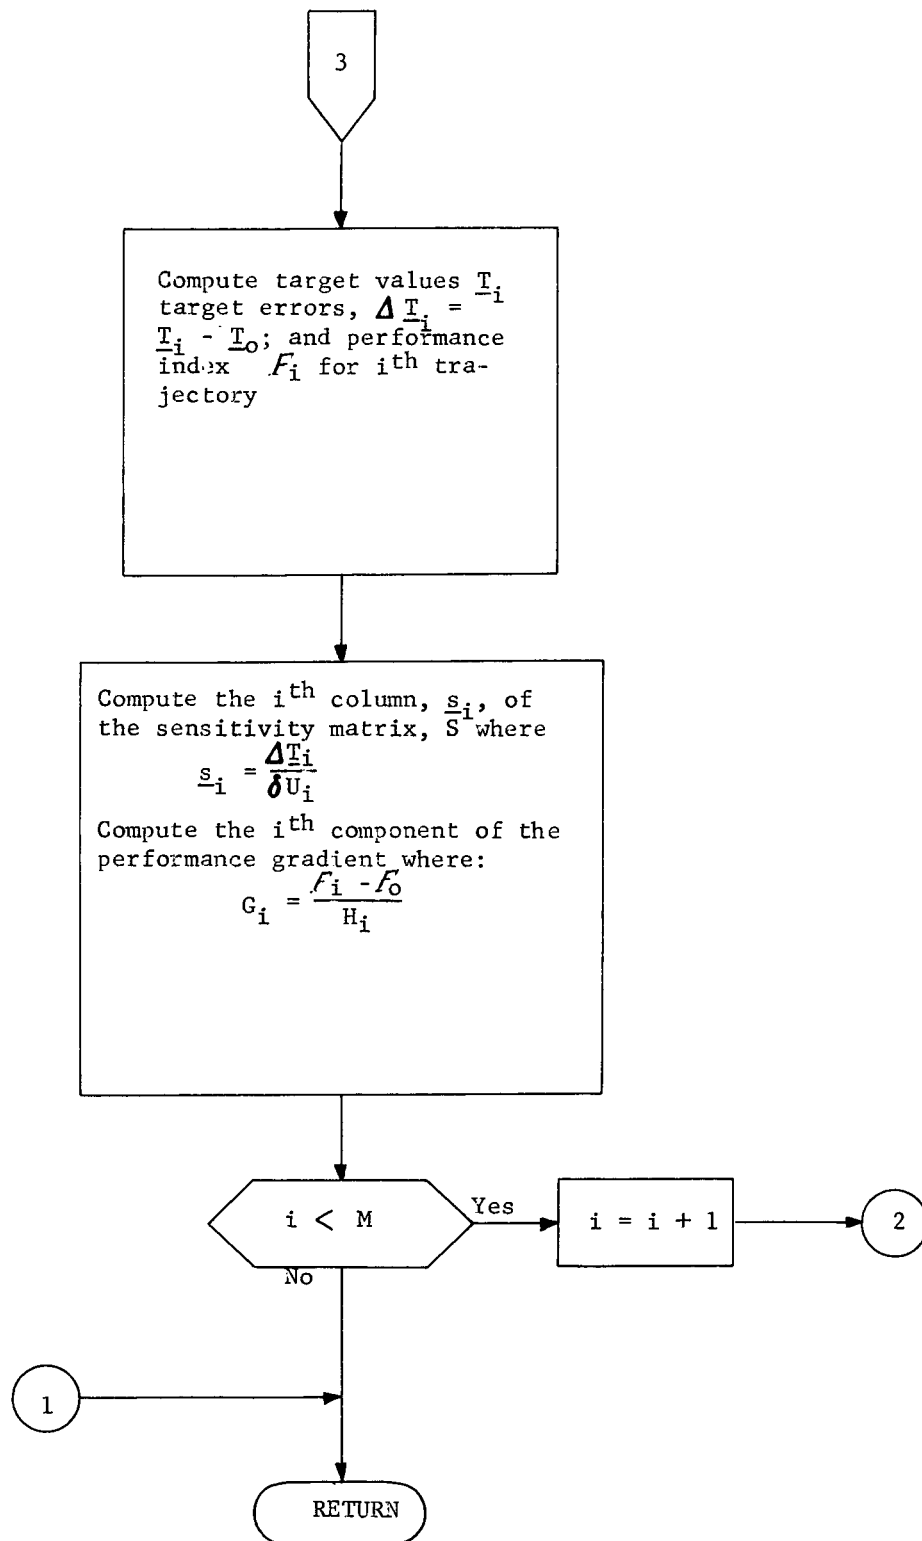 3
Compute target values T_i
target errors, Δ T_i =
T_i - T_o; and performance
index F_i for i^th tra-
jectory
Compute the i^th column, s_i, of
the sensitivity matrix, S where
s_i = ΔT_i / δU_i
Compute the i^th component of the
performance gradient where:
G_i = F_i - F_o / H_i
i < M
Yes
i = i + 1
2
No
1
RETURN